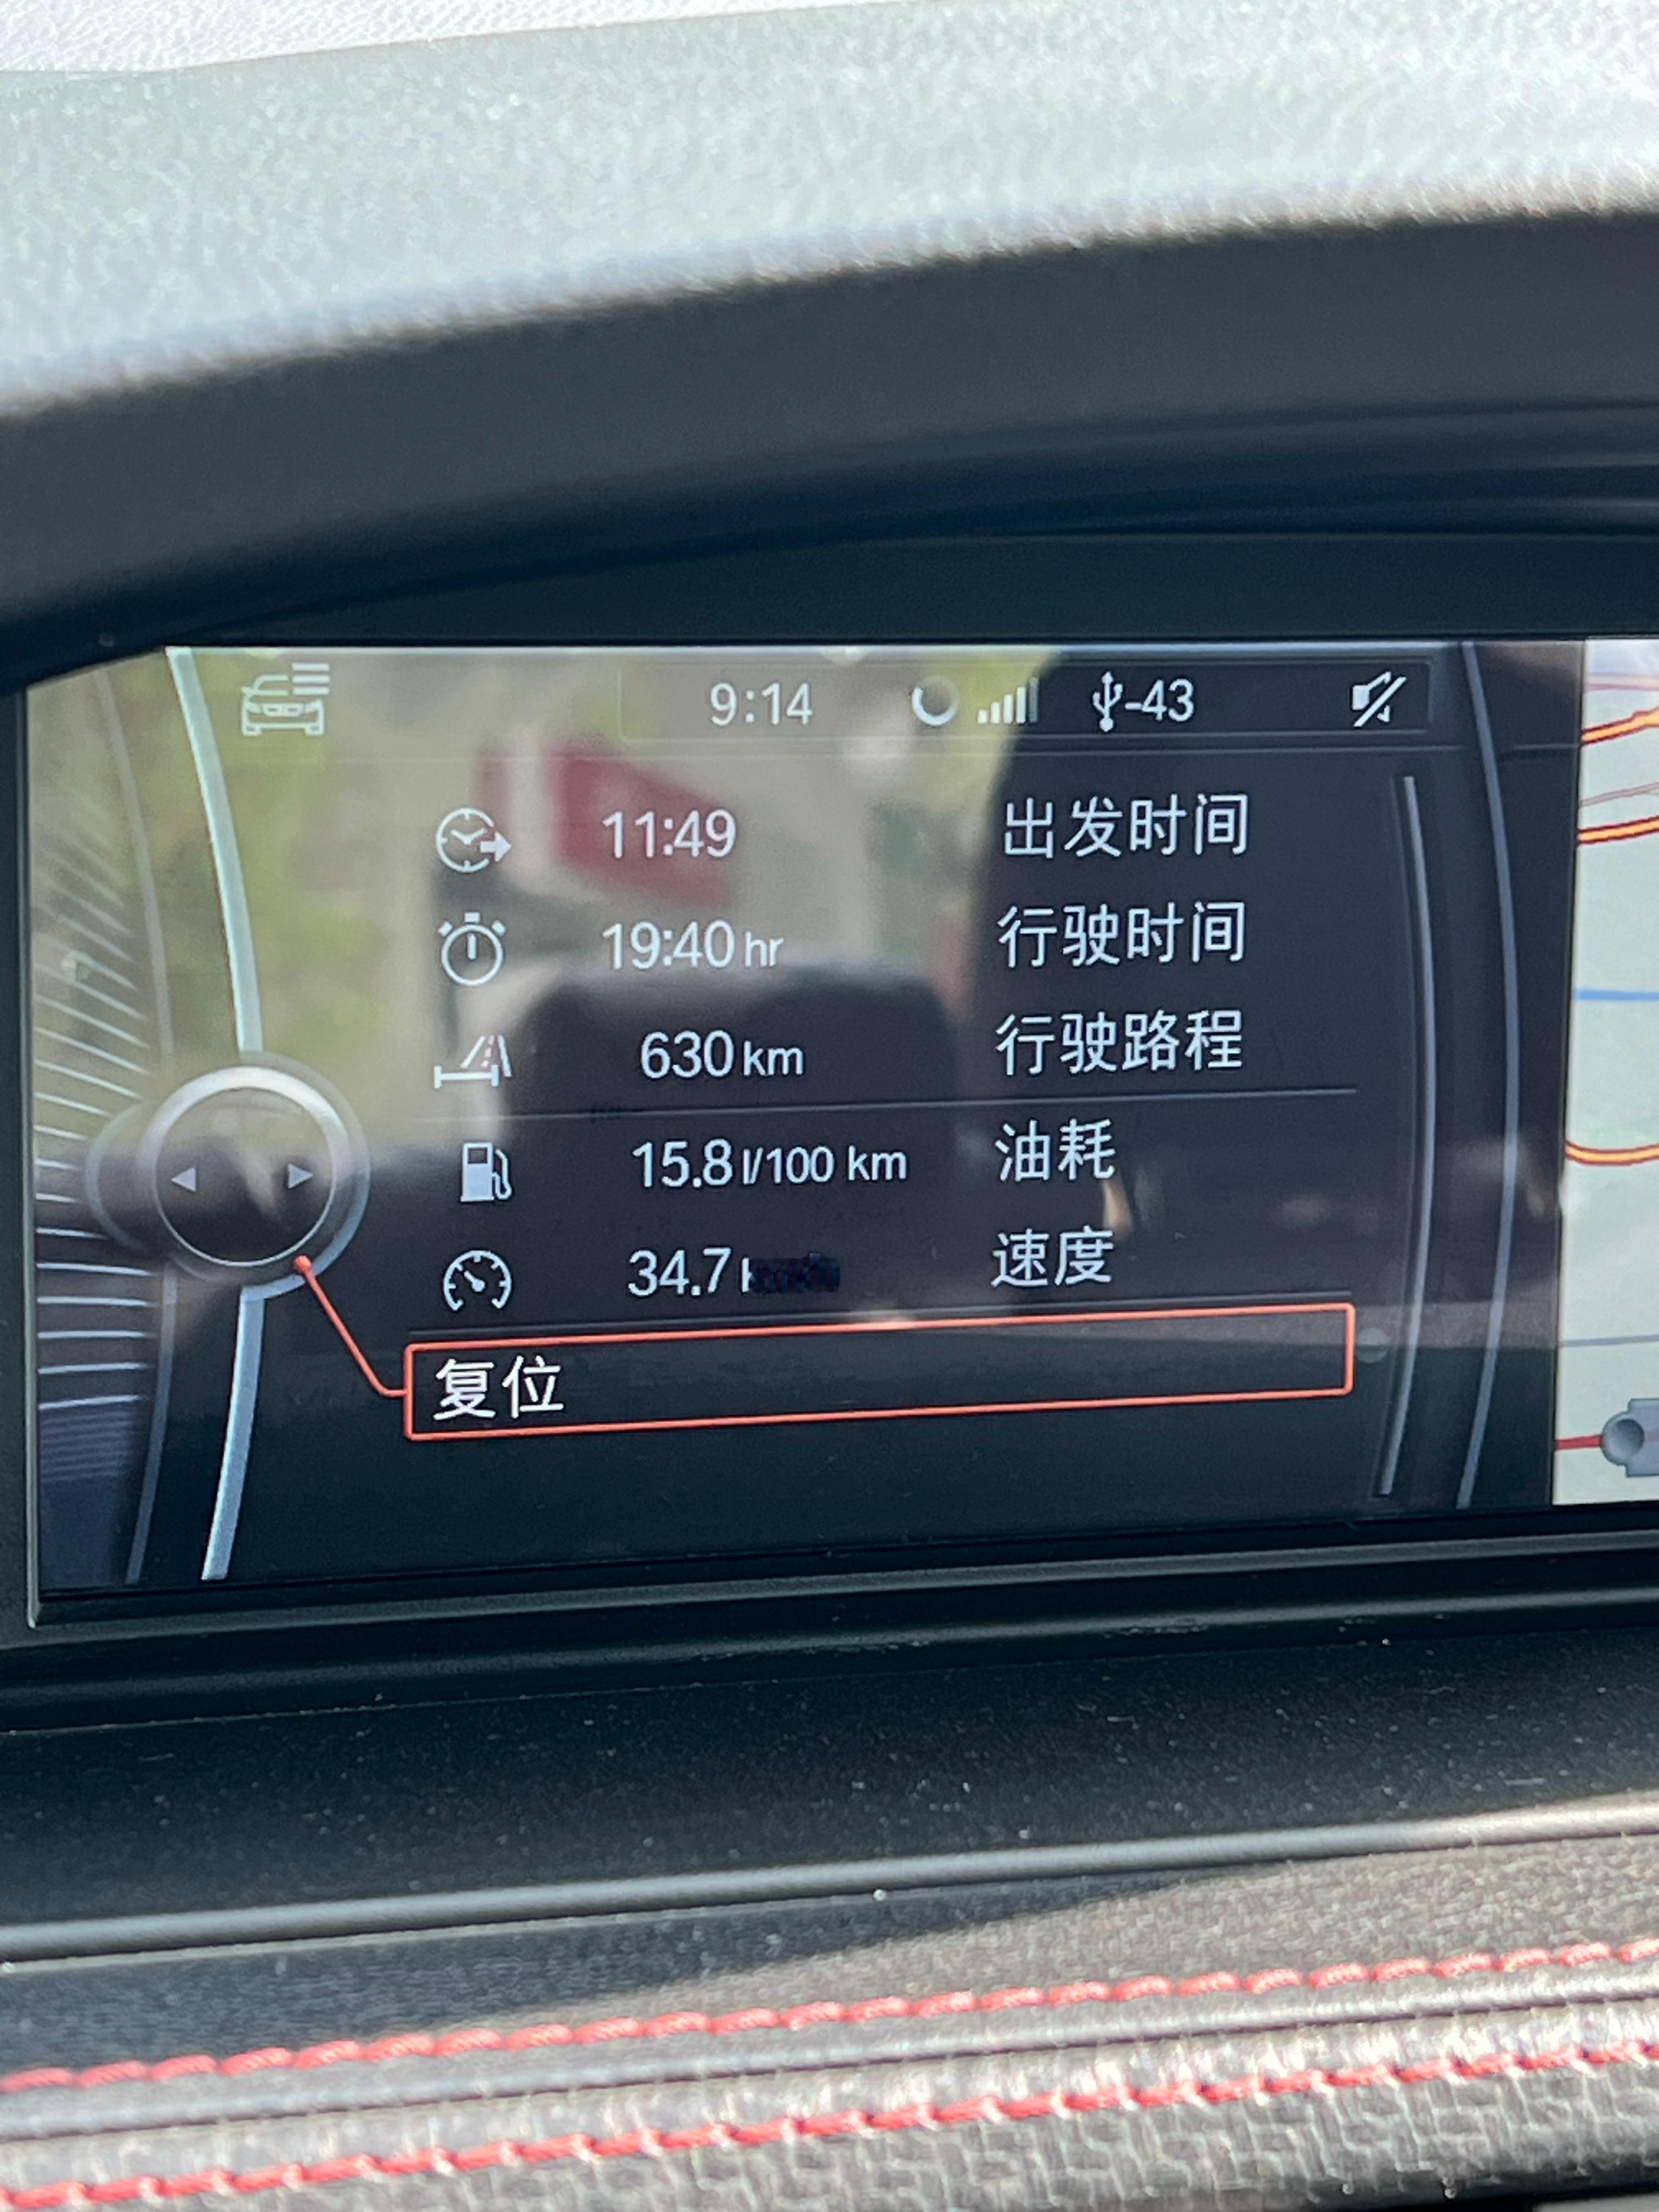 9:14 -43
11:49 出发时间
19:40 hr 行驶时间
630 km 行驶路程
15.8 l/100 km 油耗
34.7 速度
复位